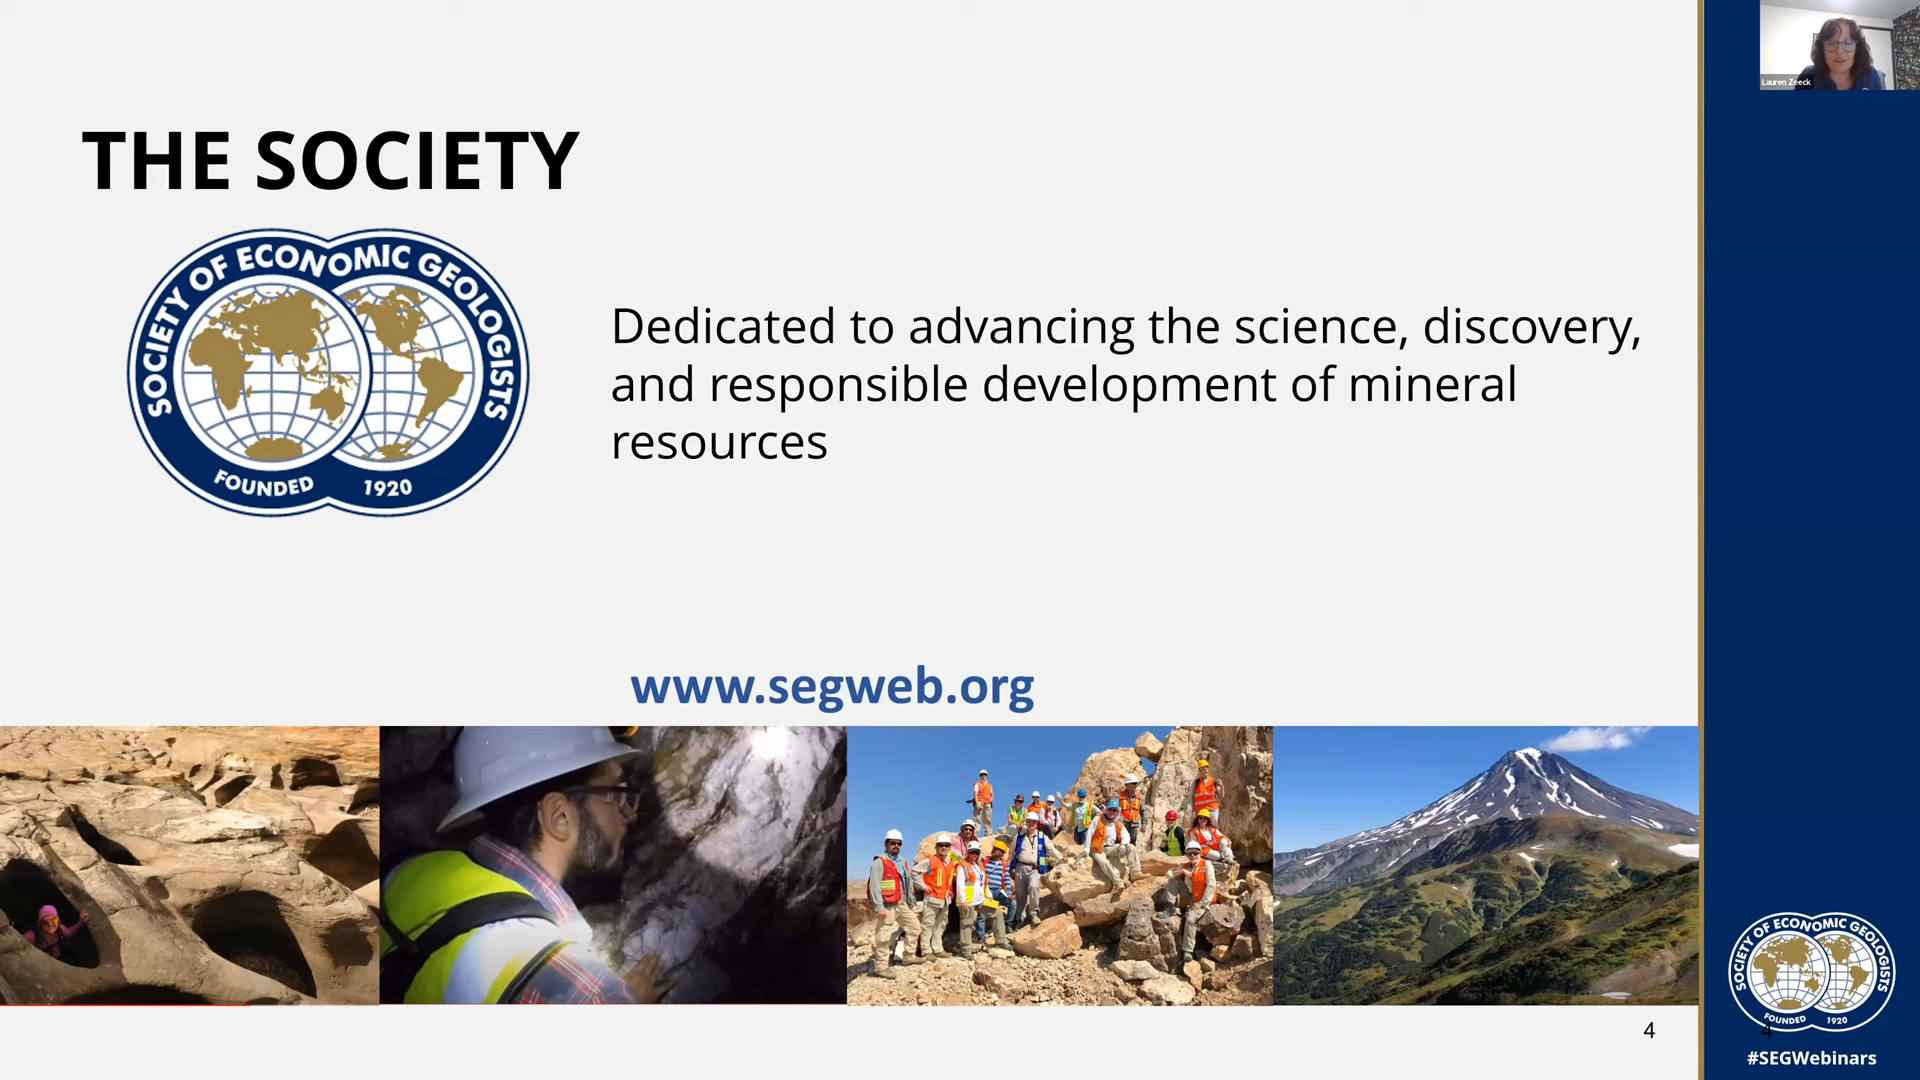 THE SOCIETY
SOCIETY OF ECONOMIC GEOLOGISTS
FOUNDED 1920
Dedicated to advancing the science, discovery,
and responsible development of mineral
resources
www.segweb.org
4
Lauren Zeeck
SOCIETY OF ECONOMIC GEOLOGISTS
FOUNDED 1920
4
#SEGWebinars